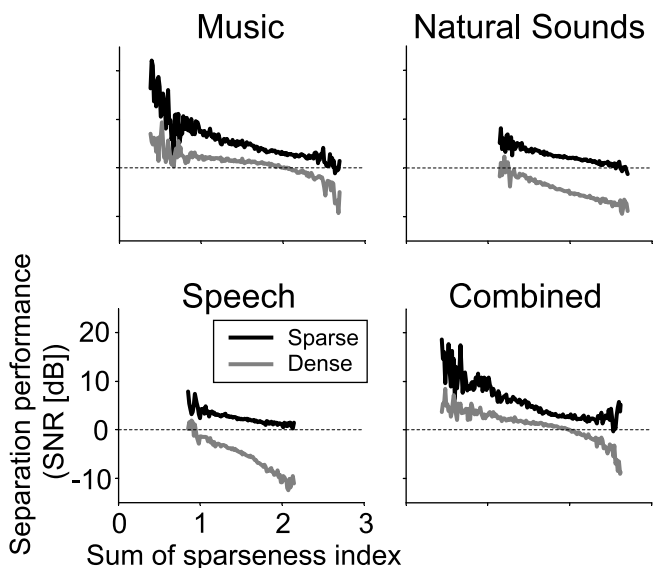 Music
Natural Sounds
Speech
Combined
Sparse
Dense
Separation performance
(SNR [dB])
20
10
0
-10
0
1
2
3
Sum of sparseness index